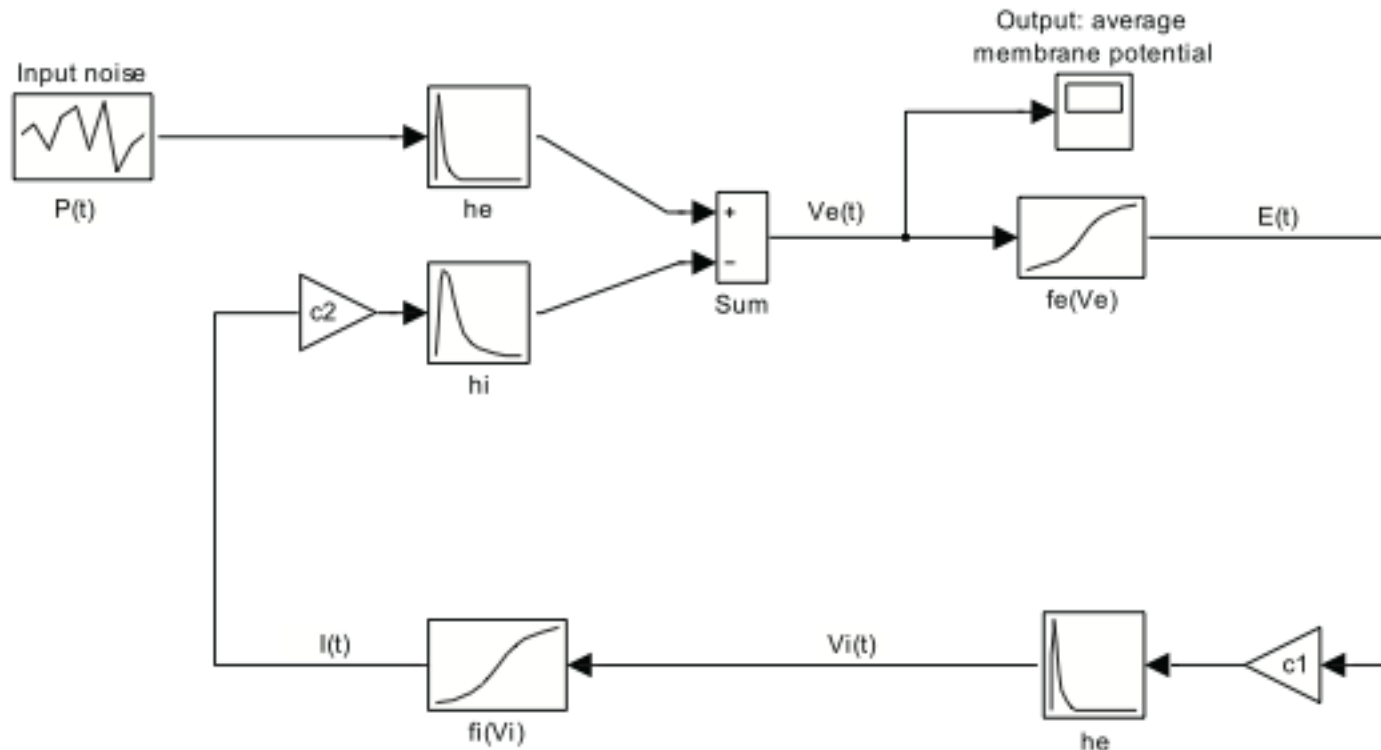 Output: average
membrane potential
Input noise
P(t)
he
+
Ve(t)
E(t)
−
c2
Sum
fe(Ve)
hi
I(t)
Vi(t)
c1
fi(Vi)
he